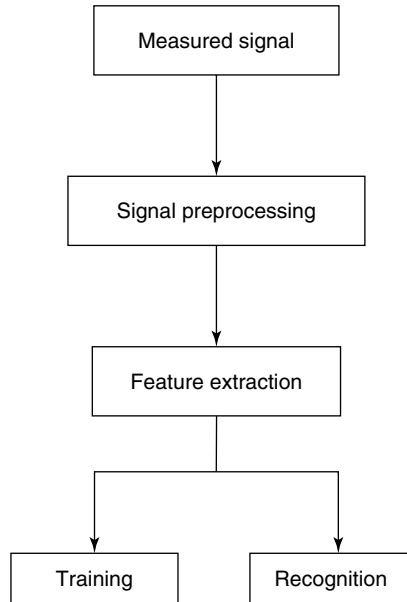 Measured signal
Signal preprocessing
Feature extraction
Training
Recognition